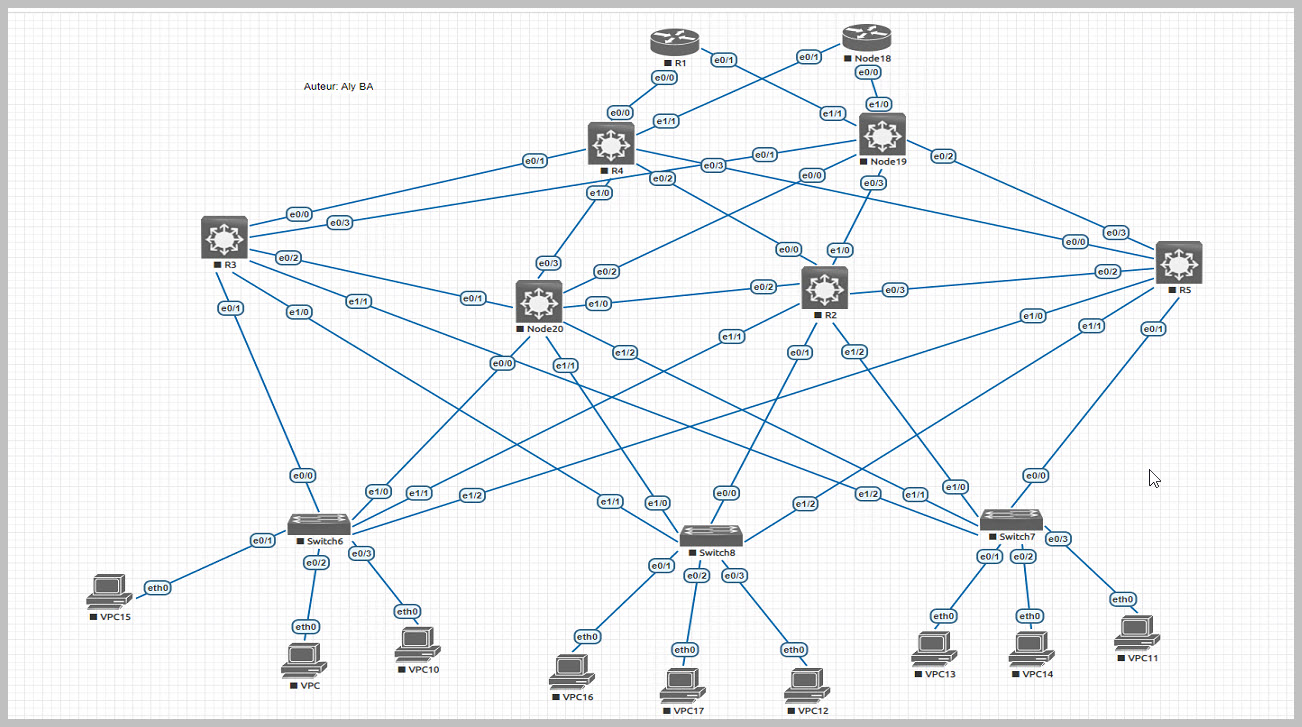 R1
Node18
e0/1
e0/1
e0/0
e0/0
Auteur: Aly BA
e0/0
e1/1
e1/1
e1/0
R4
Node19
e0/1
e0/3
e0/1
e0/2
e0/2
e0/0
e0/3
e1/0
e0/0
e0/3
R3
e0/3
e0/0
e1/0
e0/0
e0/3
R5
e0/2
e0/3
e0/2
e0/2
e0/1
e1/0
e0/2
e0/3
R2
Node20
e0/1
e1/0
e1/1
e1/0
e1/1
e0/1
e1/1
e0/0
e1/1
e1/2
e0/1
e1/2
e0/0
e1/0
e1/1
e1/2
e1/1
e1/0
e0/0
e1/2
e1/2
e1/1
e1/0
e0/0
Switch6
Switch8
Switch7
e0/1
e0/2
e0/3
e0/1
e0/2
e0/3
e0/1
e0/2
e0/3
eth0
VPC15
eth0
VPC
eth0
VPC10
eth0
VPC16
eth0
VPC17
eth0
VPC12
eth0
VPC13
eth0
VPC14
eth0
VPC11